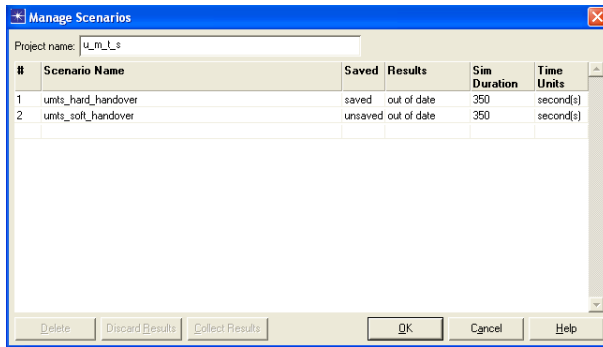 Manage Scenarios
Project name: u_m_t_s
# Scenario Name Saved Results Sim Duration Time Units
1 umts_hard_handover saved out of date 350 second(s)
2 umts_soft_handover unsaved out of date 350 second(s)
Delete Discard Results Collect Results OK Cancel Help